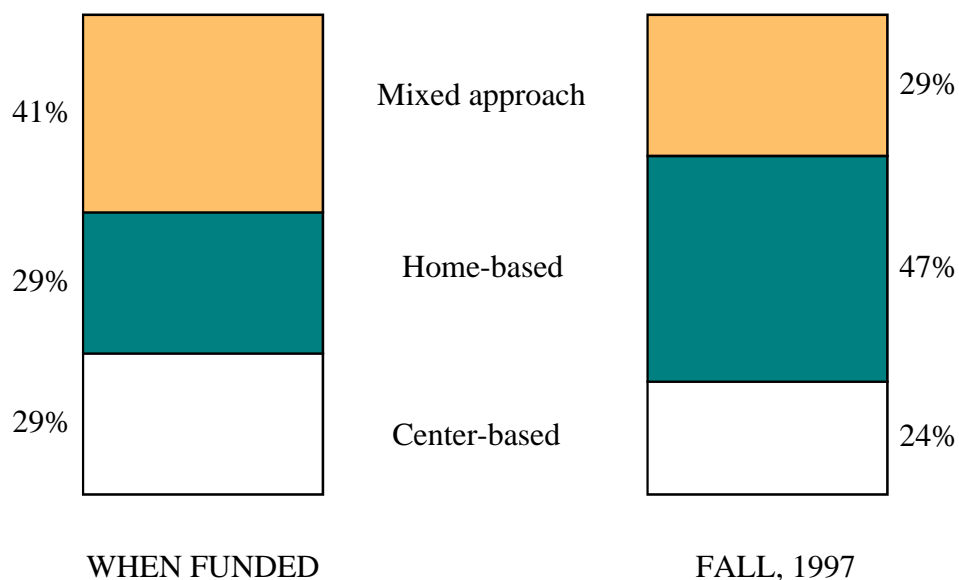 41%
Mixed approach
29%
29%
Home-based
47%
29%
Center-based
24%
WHEN FUNDED
FALL, 1997